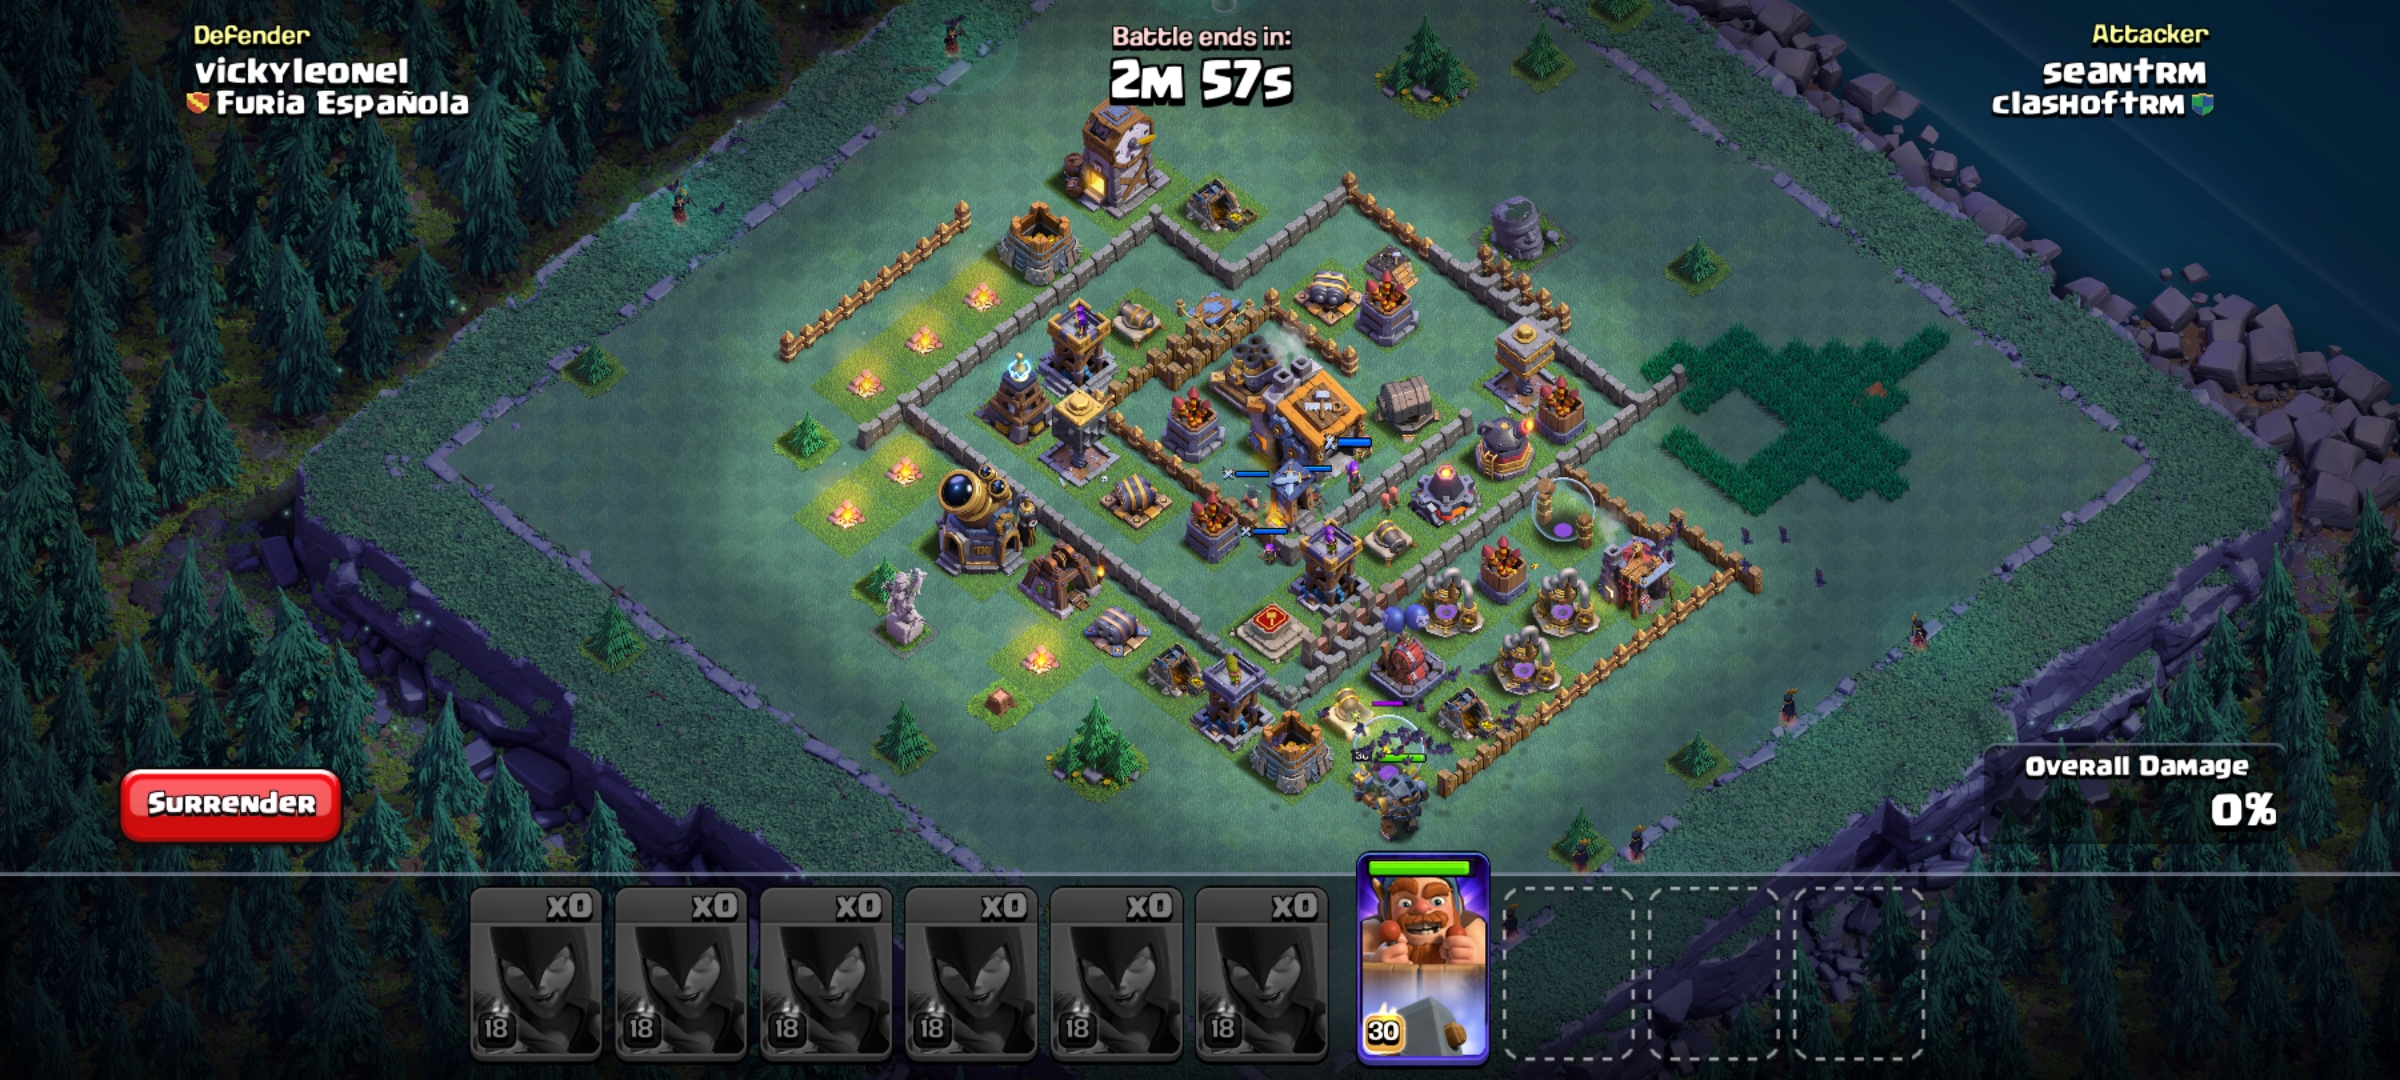 Defender
vickyleonel
Furia Española
Battle ends in:
2M 57s
Attacker
seantRM
clashoftRM
30
Surrender
Overall Damage
0%
x0
x0
x0
x0
x0
x0
18
18
18
18
18
18
30